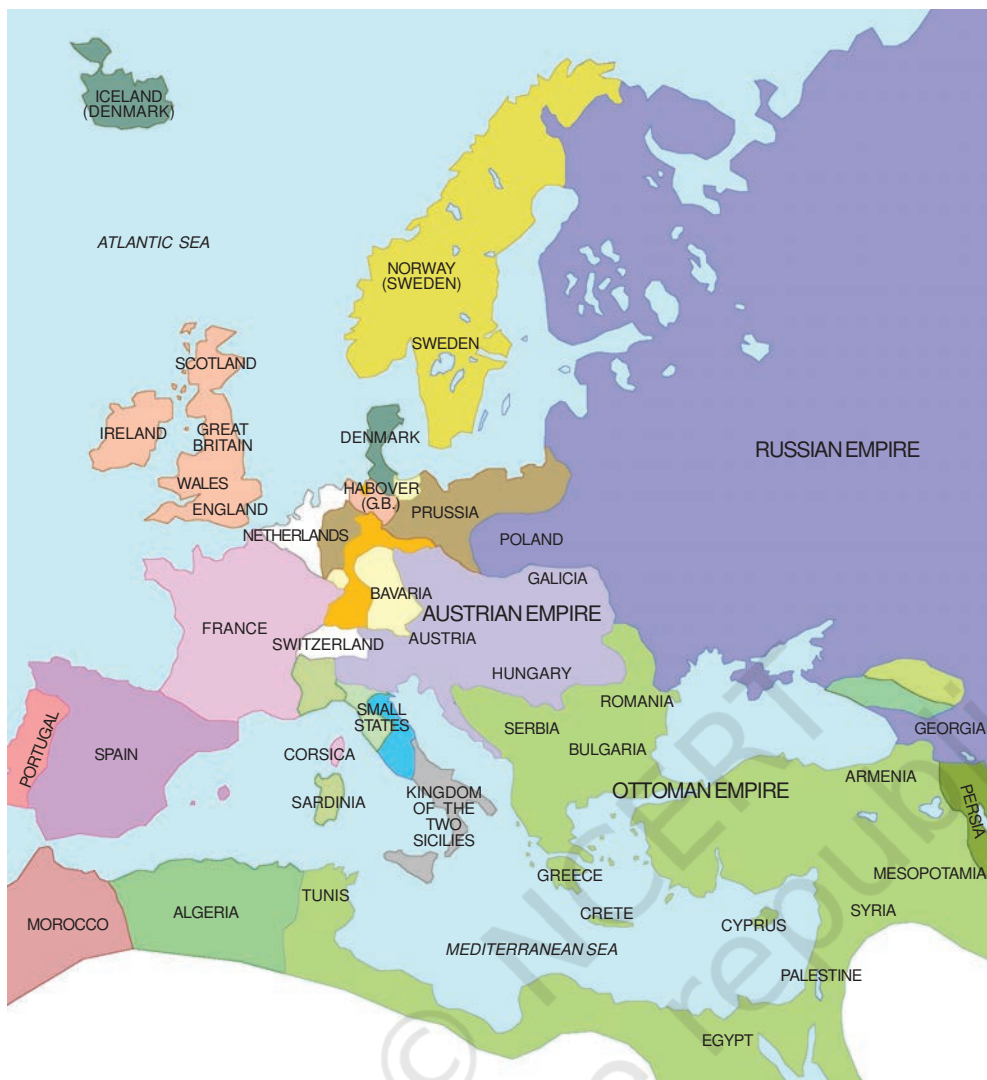 ICELAND
(DENMARK)
ATLANTIC SEA
NORWAY
(SWEDEN)
SWEDEN
SCOTLAND
IRELAND
GREAT
BRITAIN
DENMARK
RUSSIAN EMPIRE
WALES
ENGLAND
HABOVER
(G.B.)
PRUSSIA
NETHERLANDS
POLAND
GALICIA
BAVARIA
AUSTRIAN EMPIRE
FRANCE
SWITZERLAND
AUSTRIA
HUNGARY
ROMANIA
PORTUGAL
SPAIN
SMALL
STATES
SERBIA
BULGARIA
GEORGIA
CORSICA
SARDINIA
KINGDOM
OF THE
TWO
SICILIES
OTTOMAN EMPIRE
ARMENIA
PERSIA
MESOPOTAMIA
GREECE
TUNIS
CRETE
CYPRUS
SYRIA
MOROCCO
ALGERIA
MEDITERRANEAN SEA
PALESTINE
EGYPT
© NCERT
republi